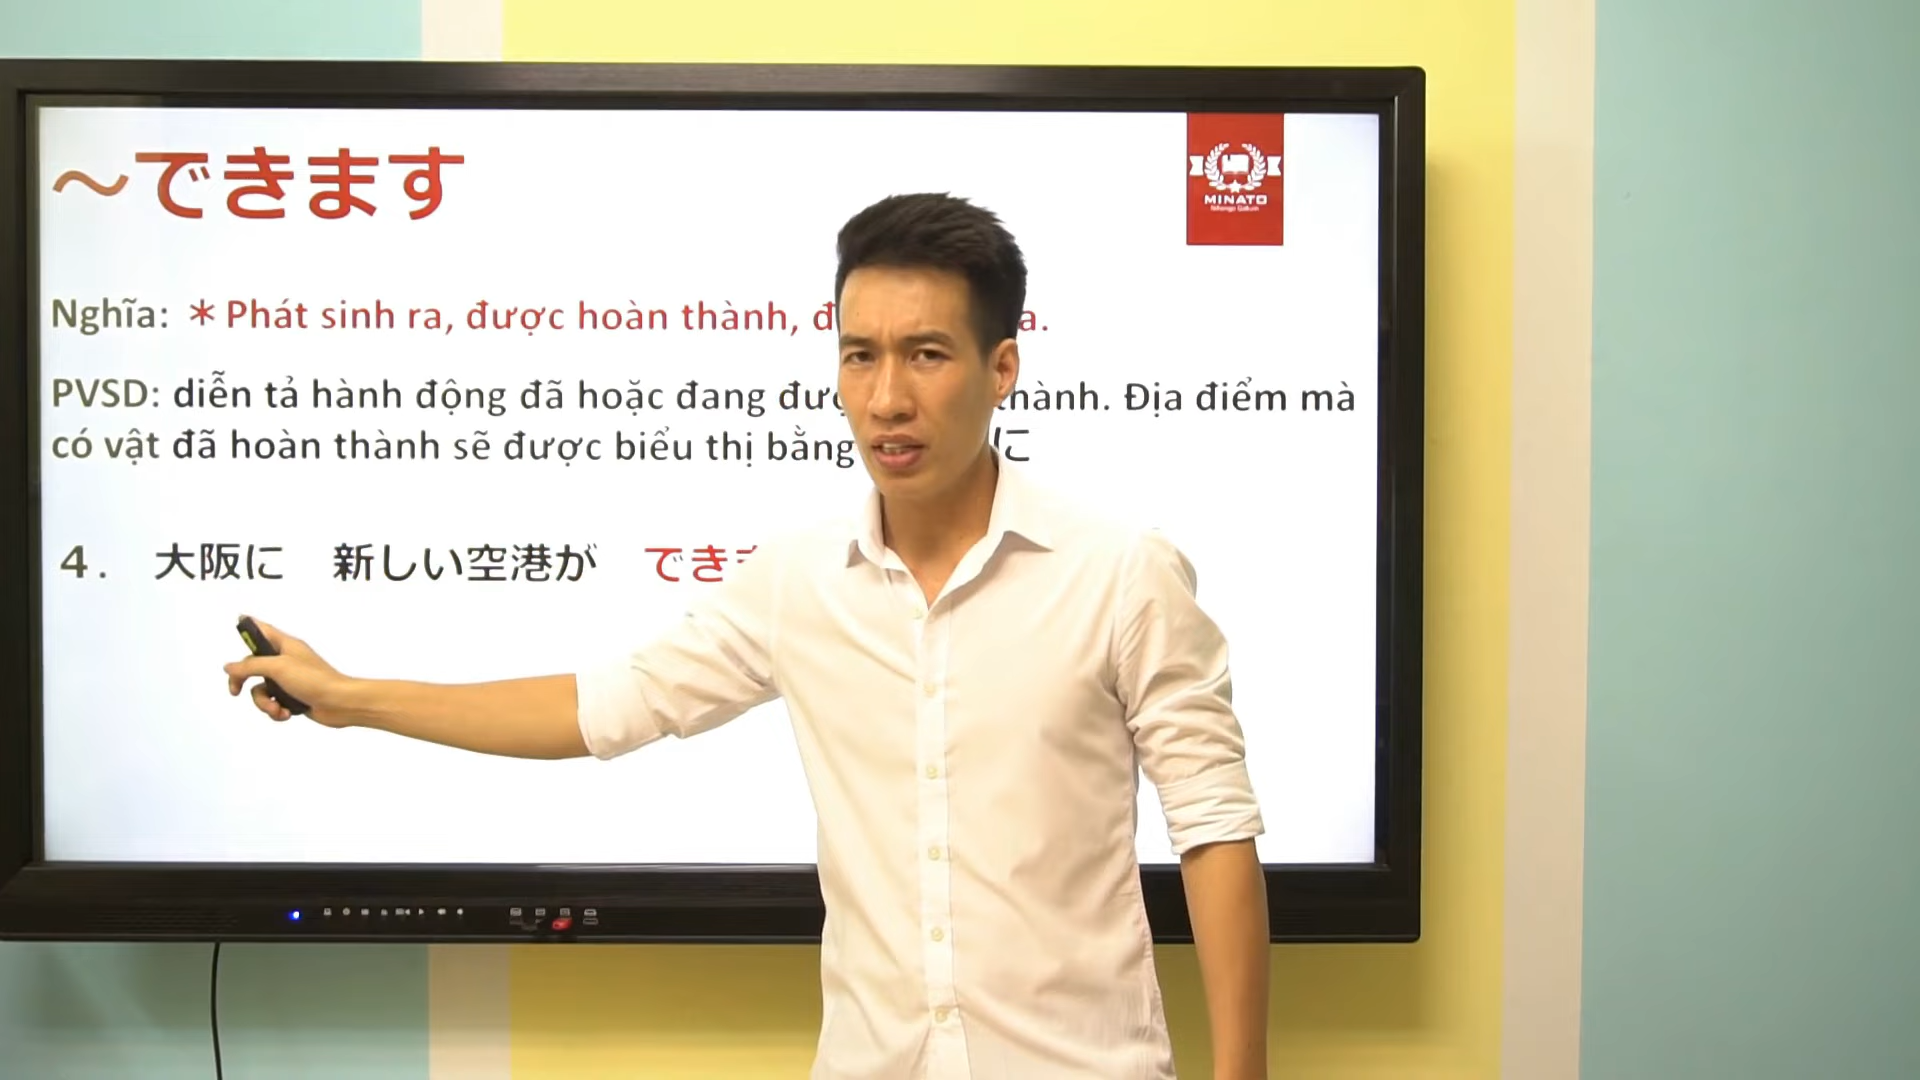 ～できます
MINATO
Nihongo Gakuin
Nghĩa: ＊Phát sinh ra, được hoàn thành,
PVSD: diễn tả hành động đã hoặc đang thành. Địa điểm mà
có vật đã hoàn thành sẽ được biểu thị bằng に
４． 大阪に 新しい空港が でき